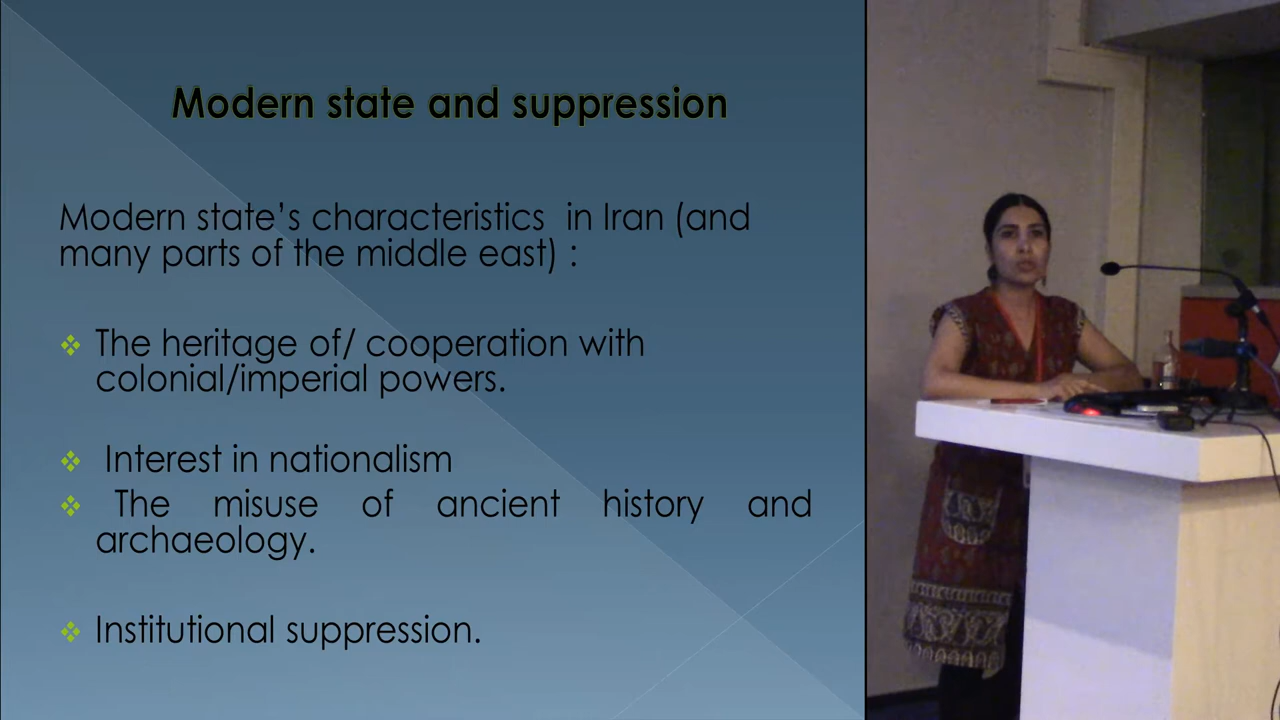 Modern state and suppression
Modern state’s characteristics in Iran (and
many parts of the middle east) :
The heritage of/ cooperation with
colonial/imperial powers.
Interest in nationalism
The misuse of ancient history and
archaeology.
Institutional suppression.